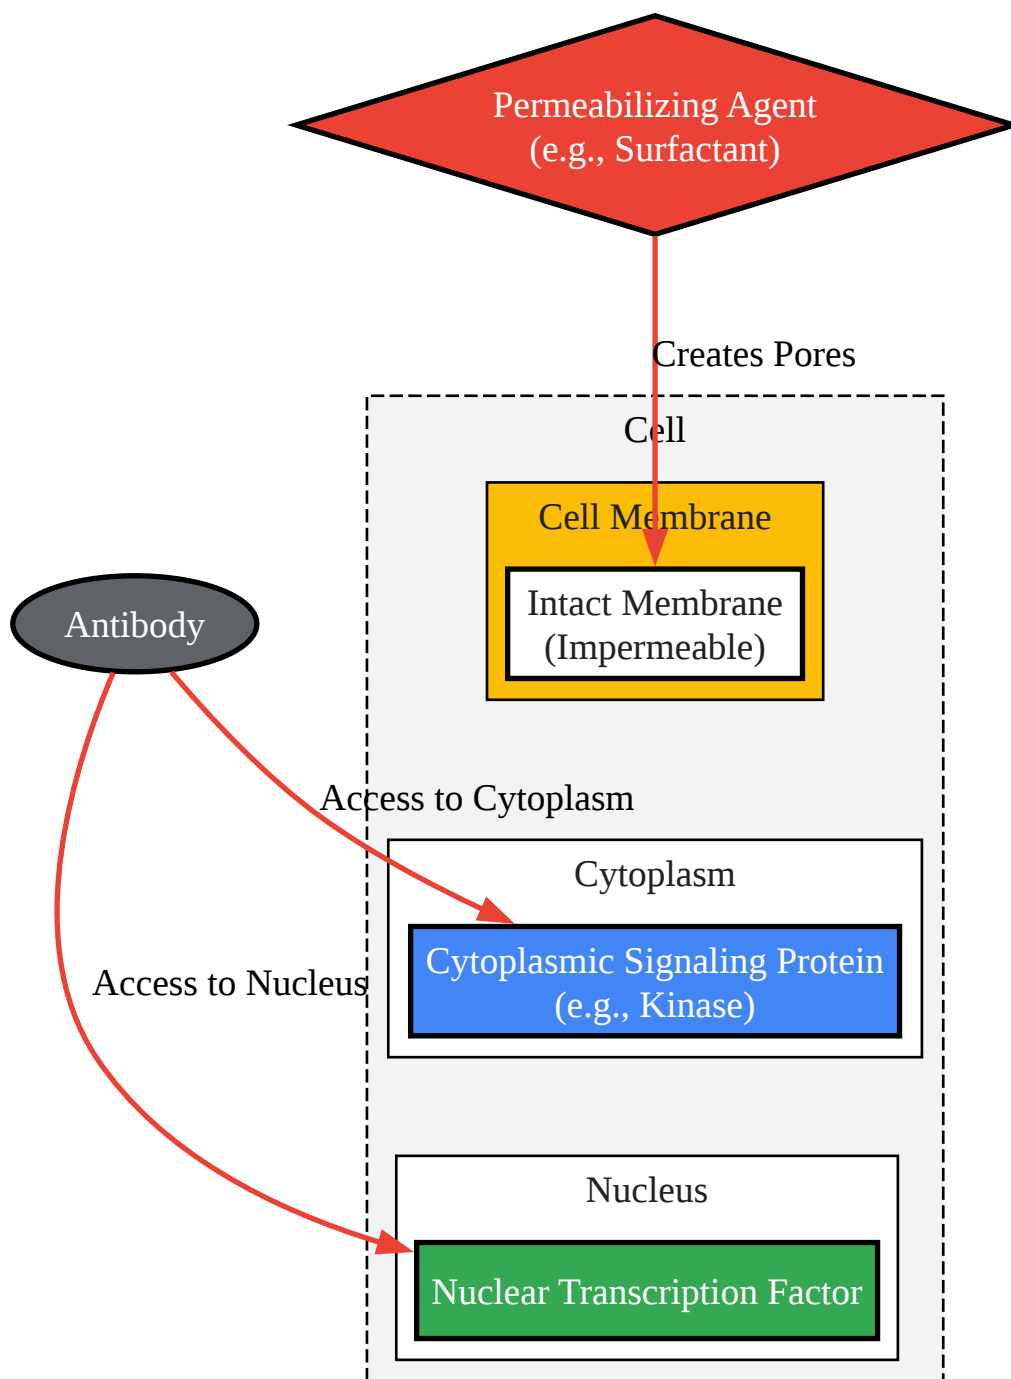 Permeabilizing Agent
(e.g., Surfactant)
Creates Pores
Cell
Cell Membrane
Intact Membrane
(Impermeable)
Antibody
Access to Cytoplasm
Cytoplasm
Cytoplasmic Signaling Protein
(e.g., Kinase)
Access to Nucleus
Nucleus
Nuclear Transcription Factor